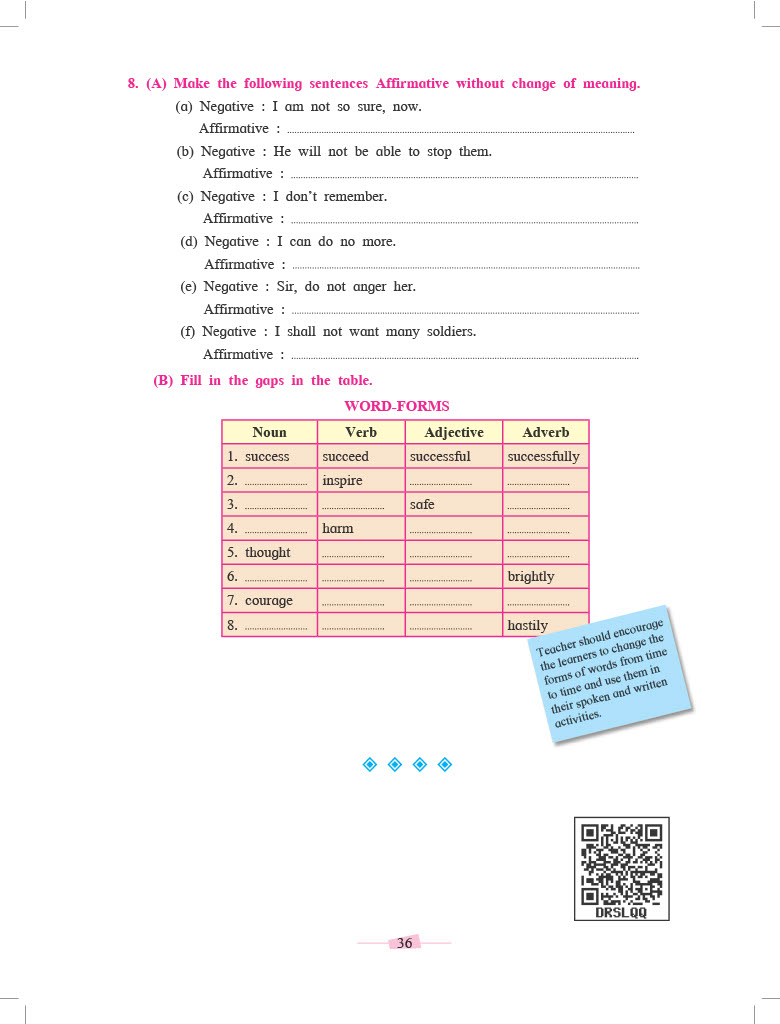 8. (A) Make the following sentences Affirmative without change of meaning.
(a) Negative : I am not so sure, now.
Affirmative : ..............................
(b) Negative : He will not be able to stop them.
Affirmative : ..............................
(c) Negative : I don't remember.
Affirmative : ..............................
(d) Negative : I can do no more.
Affirmative : ..............................
(e) Negative : Sir, do not anger her.
Affirmative : ..............................
(f) Negative : I shall not want many soldiers.
Affirmative : ..............................
(B) Fill in the gaps in the table.
WORD-FORMS
Noun Verb Adjective Adverb
1. success succeed successful successfully
2. .......... inspire .......... ..........
3. .......... .......... safe ..........
4. .......... harm .......... ..........
5. thought .......... .......... ..........
6. .......... .......... .......... brightly
7. courage .......... .......... ..........
8. .......... .......... .......... hastily
Teacher should encourage
the learners to change the
forms of words from time
to time and use them in
their spoken and written
activities.
DRSLQQ
36